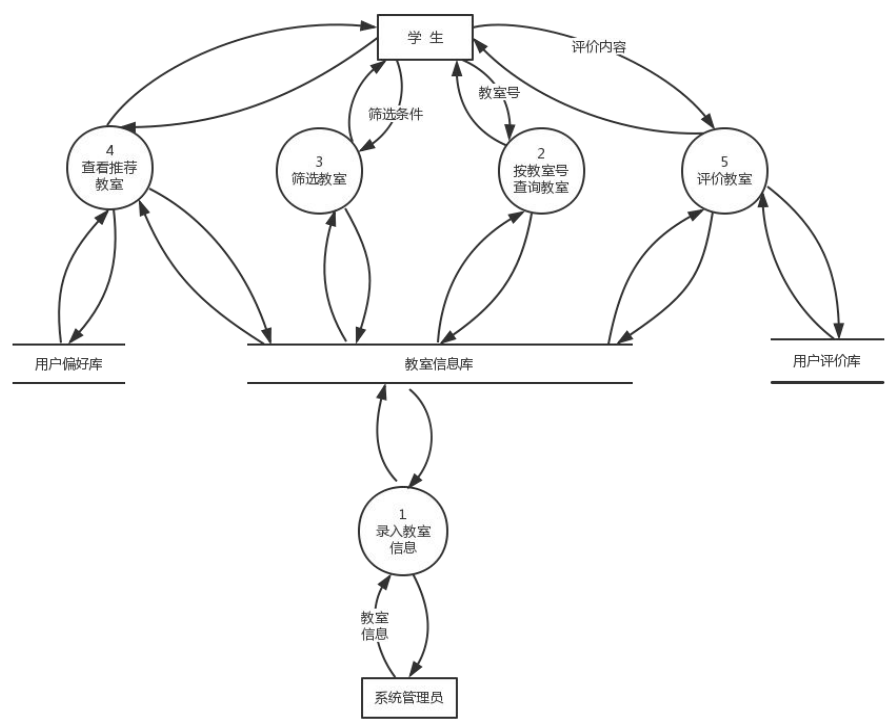 学 生
评价内容
筛选条件
教室号
4
查看推荐
教室
3
筛选教室
2
按教室号
查询教室
5
评价教室
用户偏好库
教室信息库
用户评价库
1
录入教室
信息
教室
信息
系统管理员